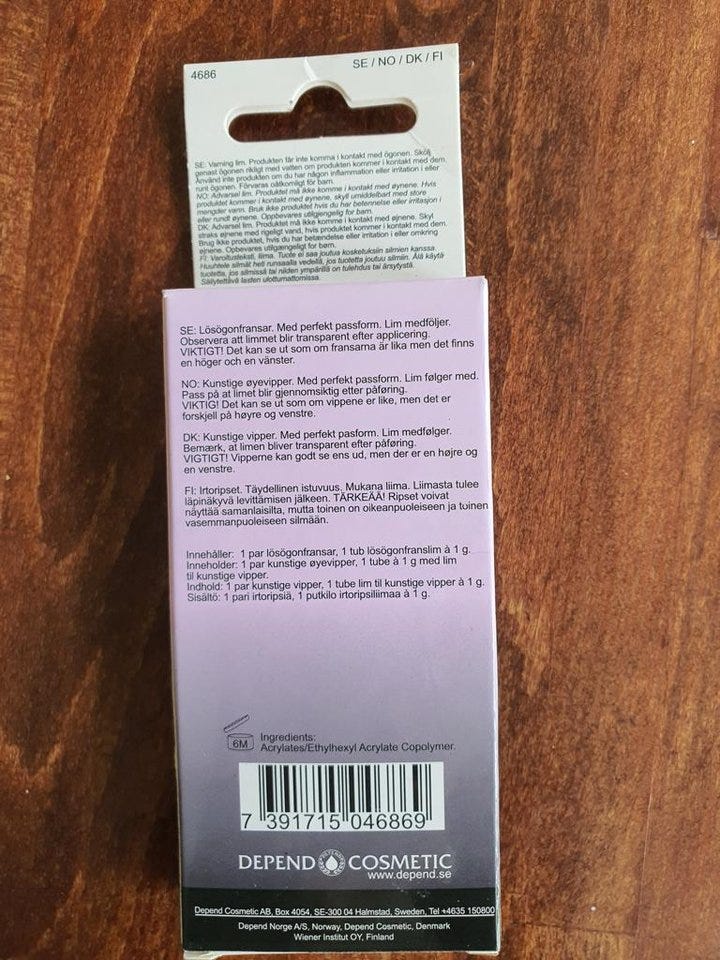 4686
SE / NO / DK / FI
SE: Varning lim. Produkten får inte komma i kontakt med ögonen. Skölj
genast ögonen rikligt med vatten om produkten kommer i kontakt med dem.
Använd inte produkten om du har någon inflammation eller irritation i eller
runt ögonen. Förvaras oåtkomligt för barn.
NO: Advarsel lim. Produktet må ikke komme i kontakt med øynene. Hvis
produktet kommer i kontakt med øynene, skyll umiddelbart med store
mengder vann. Bruk ikke produktet hvis du har betennelse eller irritasjon i
eller rundt øynene. Oppbevares utilgjengelig for barn.
DK: Advarsel lim. Produktet må ikke komme i kontakt med øjnene. Skyl
straks øjnene med rigeligt vand, hvis produktet kommer i kontakt med dem.
Brug ikke produktet, hvis du har betændelse eller irritation i eller omkring
øjnene. Opbevares utilgængeligt for børn.
FI: Varoitusteksti, liima. Tuote ei saa joutua kosketuksiin silmien kanssa.
Huuhtele silmät heti runsaalla vedellä, jos tuotetta joutuu silmiin. Älä käytä
tuotetta, jos silmissä tai niiden ympärillä on tulehdus tai ärsytystä.
Säilytettävä lasten ulottumattomissa.
SE: Lösögonfransar. Med perfekt passform. Lim medföljer.
Observera att limmet blir transparent efter applicering.
VIKTIGT! Det kan se ut som om fransarna är lika men det finns
en höger och en vänster.
NO: Kunstige øyevipper. Med perfekt passform. Lim følger med.
Pass på at limet blir gjennomsiktig etter påføring.
VIKTIG! Det kan se ut som om vippene er like, men det er
forskjell på høyre og venstre.
DK: Kunstige vipper. Med perfekt pasform. Lim medfølger.
Bemærk, at limen bliver transparent efter påføring.
VIGTIGT! Vipperne kan godt se ens ud, men der er en højre og
en venstre.
FI: Irtoripset. Täydellinen istuvuus. Mukana liima. Liimasta tulee
läpinäkyvä levittämisen jälkeen. TÄRKEÄÄ! Ripset voivat
näyttää samanlaisilta, mutta toinen on oikeanpuoleiseen ja tuinen
vasemmanpuoleiseen silmään.
Innehåller: 1 par lösögonfransar, 1 tub lösögonfranslim à 1 g.
Inneholder: 1 par kunstige øyevipper, 1 tube à 1 g med lim
til kunstige vipper.
Indhold: 1 par kunstige vipper, 1 tube lim til kunstige vipper à 1 g.
Sisältö: 1 pari irtoripsiä, 1 putkilo irtoripsiliimaa à 1 g.
6M
Ingredients:
Acrylates/Ethylhexyl Acrylate Copolymer.
7 391715 046869
DEPEND COSMETIC
www.depend.se
Depend Cosmetic AB, Box 4054, SE-300 04 Halmstad, Sweden, Tel +4635 150800
Depend Norge A/S, Norway, Depend Cosmetic, Denmark
Wiener Institut OY, Finland